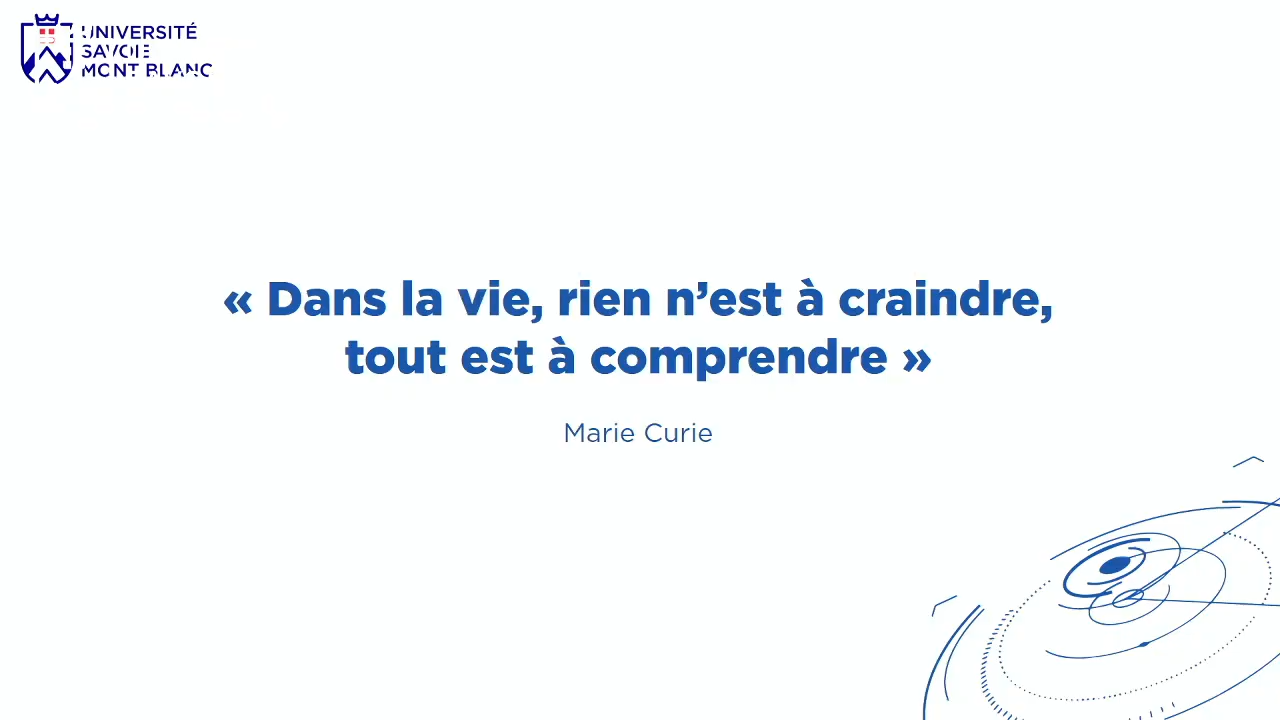 UNIVERSITÉ
SAVOIE
MONT BLANC
« Dans la vie, rien n’est à craindre,
tout est à comprendre »
Marie Curie